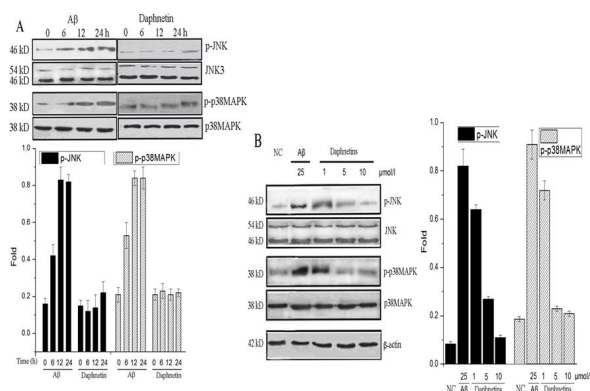 A
Aβ
Daphnetin
0 6 12 24 h
0 6 12 24 h
46 kD
p-JNK
54 kD
46 kD
JNK3
38 kD
p-p38MAPK
38 kD
p38MAPK
p-JNK
p-p38MAPK
1.0
0.8
0.6
0.4
0.2
0.0
Fold
Time (h) 0 6 12 24 0 6 12 24 0 6 12 24 0 6 12 24
Aβ Daphnetin Aβ Daphnetin
B
NC Aβ Daphnetins
25 1 5 10 μmol/l
46 kD
p-JNK
54 kD
46 kD
JNK
38 kD
p-p38MAPK
38 kD
p38MAPK
42 kD
β-actin
p-JNK
p-p38MAPK
1.0
0.8
0.6
0.4
0.2
0.0
Fold
25 1 5 10 25 1 5 10 μmol/l
NC Aβ Daphnetins NC Aβ Daphnetins